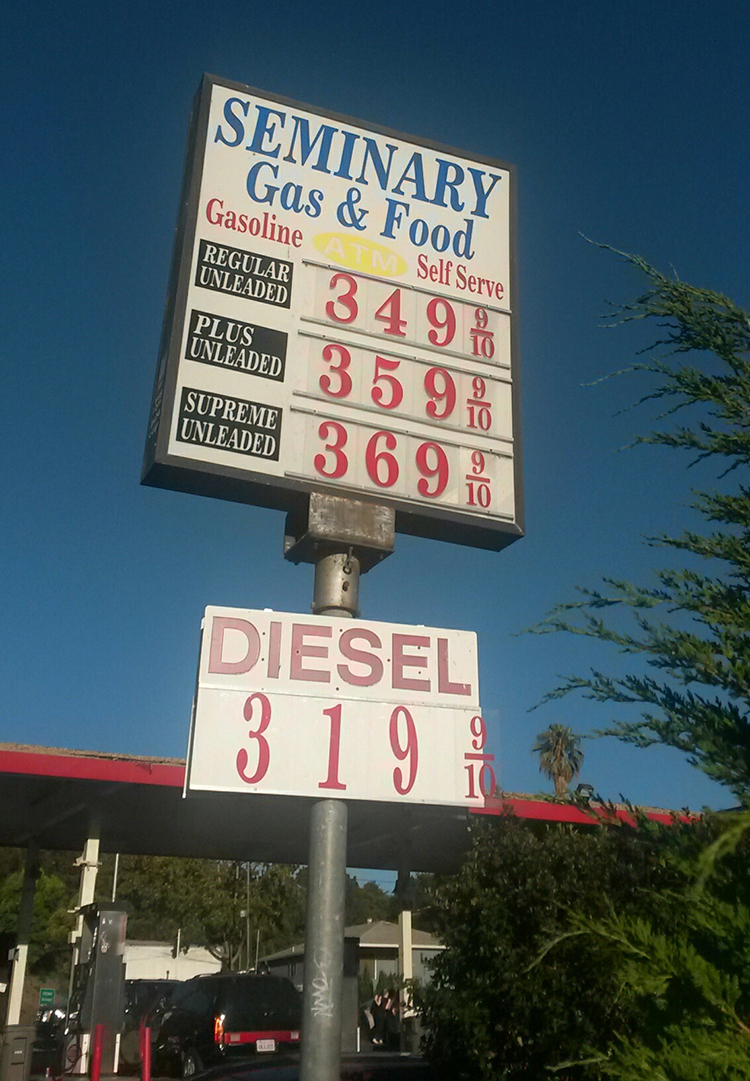 SEMINARY
Gas & Food
Gasoline ATM Self Serve
REGULAR UNLEADED 3 4 9 9/10
PLUS UNLEADED 3 5 9 9/10
SUPREME UNLEADED 3 6 9 9/10
DIESEL
3 1 9 9/10